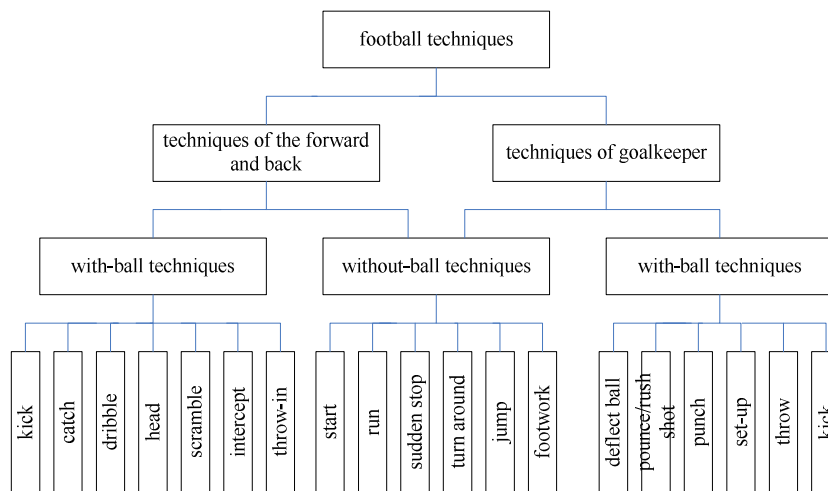 football techniques
techniques of the forward
and back
techniques of goalkeeper
with-ball techniques
without-ball techniques
with-ball techniques
kick
catch
dribble
head
scramble
intercept
throw-in
start
run
sudden stop
turn around
jump
footwork
deflect ball
pounce/rush
shot
punch
set-up
throw
kick